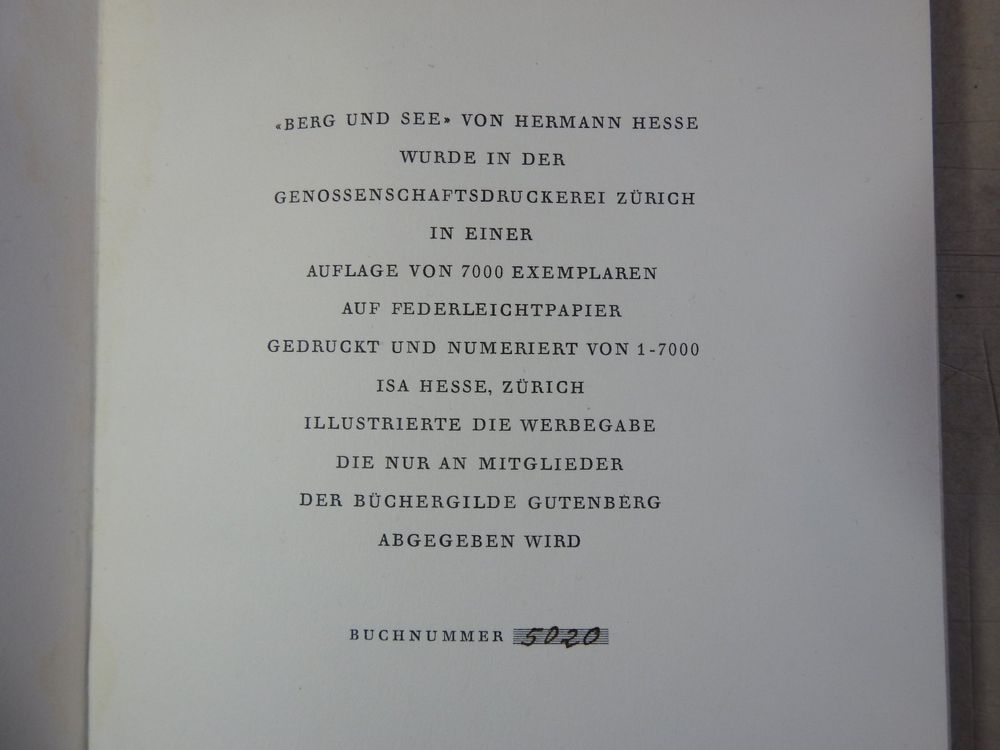 «BERG UND SEE» VON HERMANN HESSE
WURDE IN DER
GENOSSENSCHAFTSDRUCKEREI ZÜRICH
IN EINER
AUFLAGE VON 7000 EXEMPLAREN
AUF FEDERLEICHTPAPIER
GEDRUCKT UND NUMERIERT VON 1-7000
ISA HESSE, ZÜRICH
ILLUSTRIERTE DIE WERBEGABE
DIE NUR AN MITGLIEDER
DER BÜCHERGILDE GUTENBERG
ABGEGEBEN WIRD
BUCHNUMMER 5020